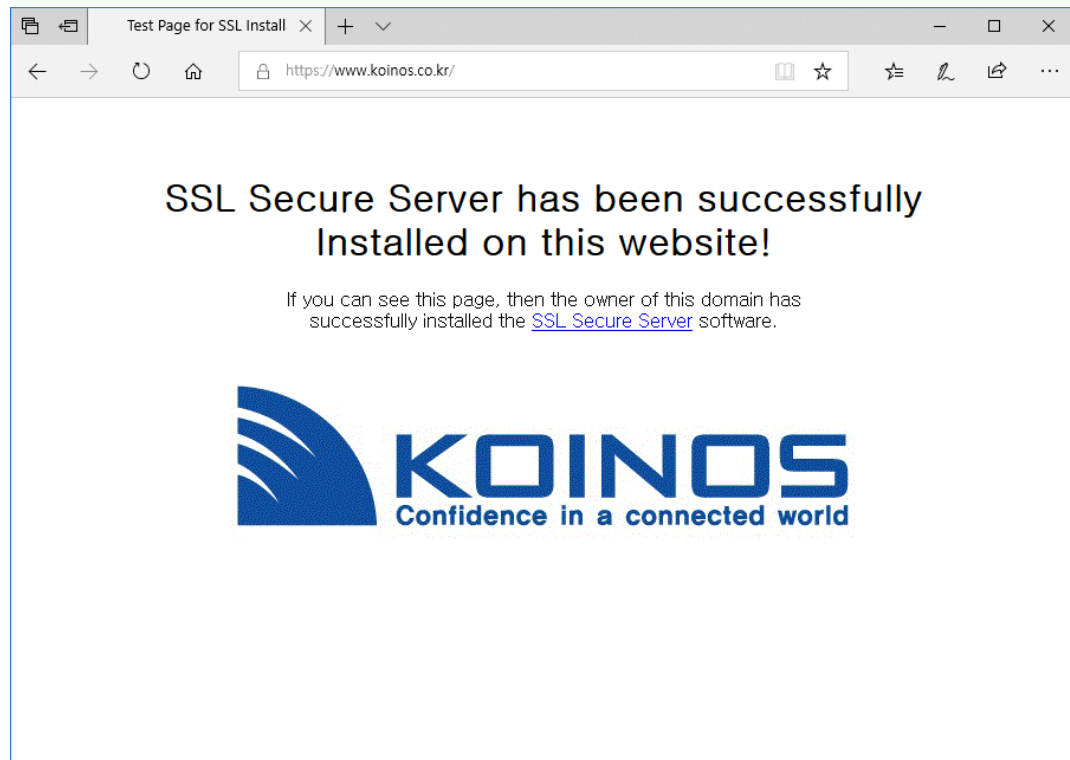 Test Page for SSL Install
https://www.koinos.co.kr/
SSL Secure Server has been successfully
Installed on this website!
If you can see this page, then the owner of this domain has
successfully installed the SSL Secure Server software.
KOINOS
Confidence in a connected world